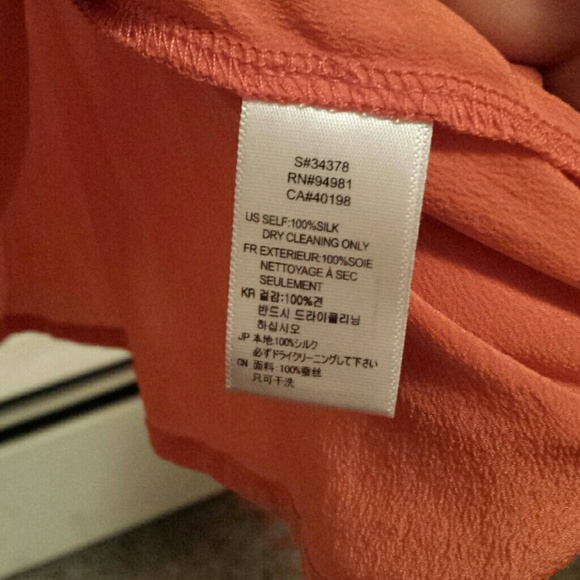 S#34378
RN#94981
CA#40198
US SELF:100%SILK
DRY CLEANING ONLY
FR EXTERIEUR:100%SOIE
NETTOYAGE À SEC
SEULEMENT
KR 겉감:100%견
반드시 드라이클리닝
하십시오
JP 本地:100%シルク
必ずドライクリーニングして下さい
CN 面料:100%蚕丝
只可干洗